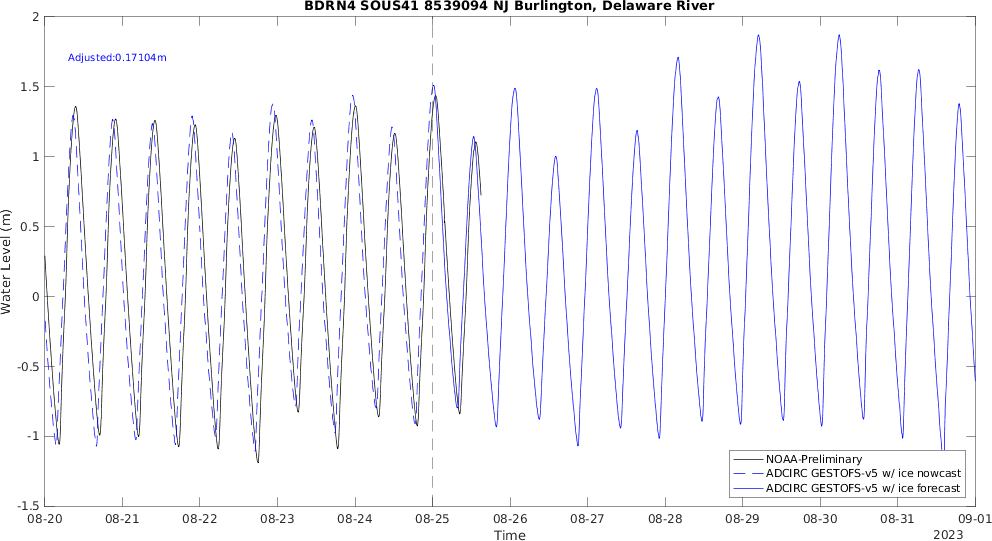 BDRN4 SOUS41 8539094 NJ Burlington, Delaware River
Adjusted:0.17104m
Water Level (m)
2
1.5
1
0.5
0
-0.5
-1
-1.5
08-20 08-21 08-22 08-23 08-24 08-25 08-26 08-27 08-28 08-29 08-30 08-31 09-01
Time
2023
NOAA-Preliminary
ADCIRC GESTOFS-v5 w/ ice nowcast
ADCIRC GESTOFS-v5 w/ ice forecast